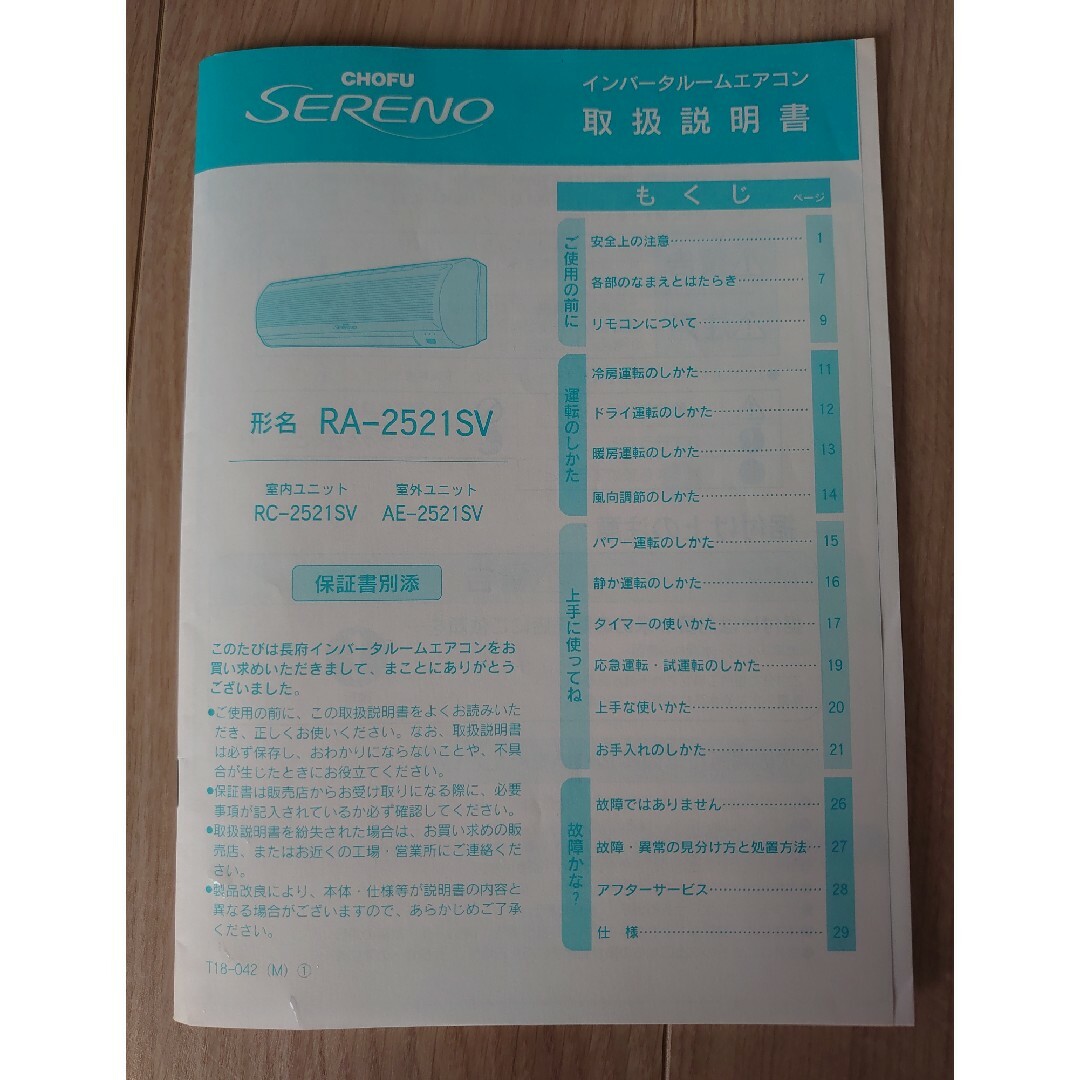 CHOFU
SERENO
インバータルームエアコン
取扱説明書
形名 RA-2521SV
室内ユニット 室外ユニット
RC-2521SV AE-2521SV
保証書別添
このたびは長府インバータルームエアコンをお
買い求めいただきまして、まことにありがとう
ございました。
●ご使用の前に、この取扱説明書をよくお読みいた
だき、正しくお使いください。なお、取扱説明書
は必ず保存し、おわかりにならないことや、不具
合が生じたときにお役立てください。
●保証書は販売店からお受け取りになる際に、必要
事項が記入されているか必ず確認してください。
●取扱説明書を紛失された場合は、お買い求めの販
売店、またはお近くの工場・営業所にご連絡くだ
さい。
●製品改良により、本体・仕様等が説明書の内容と
異なる場合がございますので、あらかじめご了承
ください。
T18-042 (M) ①
もくじ ページ
ご使用の前に
安全上の注意…………………… 1
各部のなまえとはたらき………… 7
リモコンについて……………… 9
運転のしかた
冷房運転のしかた……………… 11
ドライ運転のしかた…………… 12
暖房運転のしかた……………… 13
風向調節のしかた……………… 14
上手に使ってね
パワー運転のしかた…………… 15
静か運転のしかた……………… 16
タイマーの使いかた…………… 17
応急運転・試運転のしかた…… 19
上手な使いかた………………… 20
お手入れのしかた……………… 21
故障かな？
故障ではありません…………… 26
故障・異常の見分け方と処置方法… 27
アフターサービス……………… 28
仕 様…………………………… 29